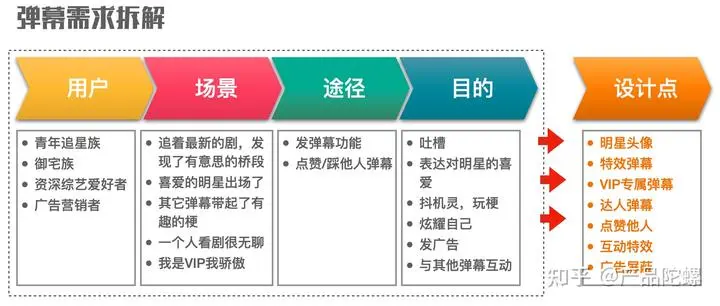 弹幕需求拆解
用户
场景
途径
目的
设计点
青年追星族
御宅族
资深综艺爱好者
广告营销者
追着最新的剧，发
现了有意思的桥段
喜爱的明星出场了
其它弹幕带起了有
趣的梗
一个人看剧很无聊
我是VIP我骄傲
发弹幕功能
点赞/踩他人弹幕
吐槽
表达对明星的喜
爱
抖机灵，玩梗
炫耀自己
发广告
与其他弹幕互动
明星头像
特效弹幕
VIP专属弹幕
达人弹幕
点赞他人
互动特效
广告屏蔽
知乎 @产品陀螺